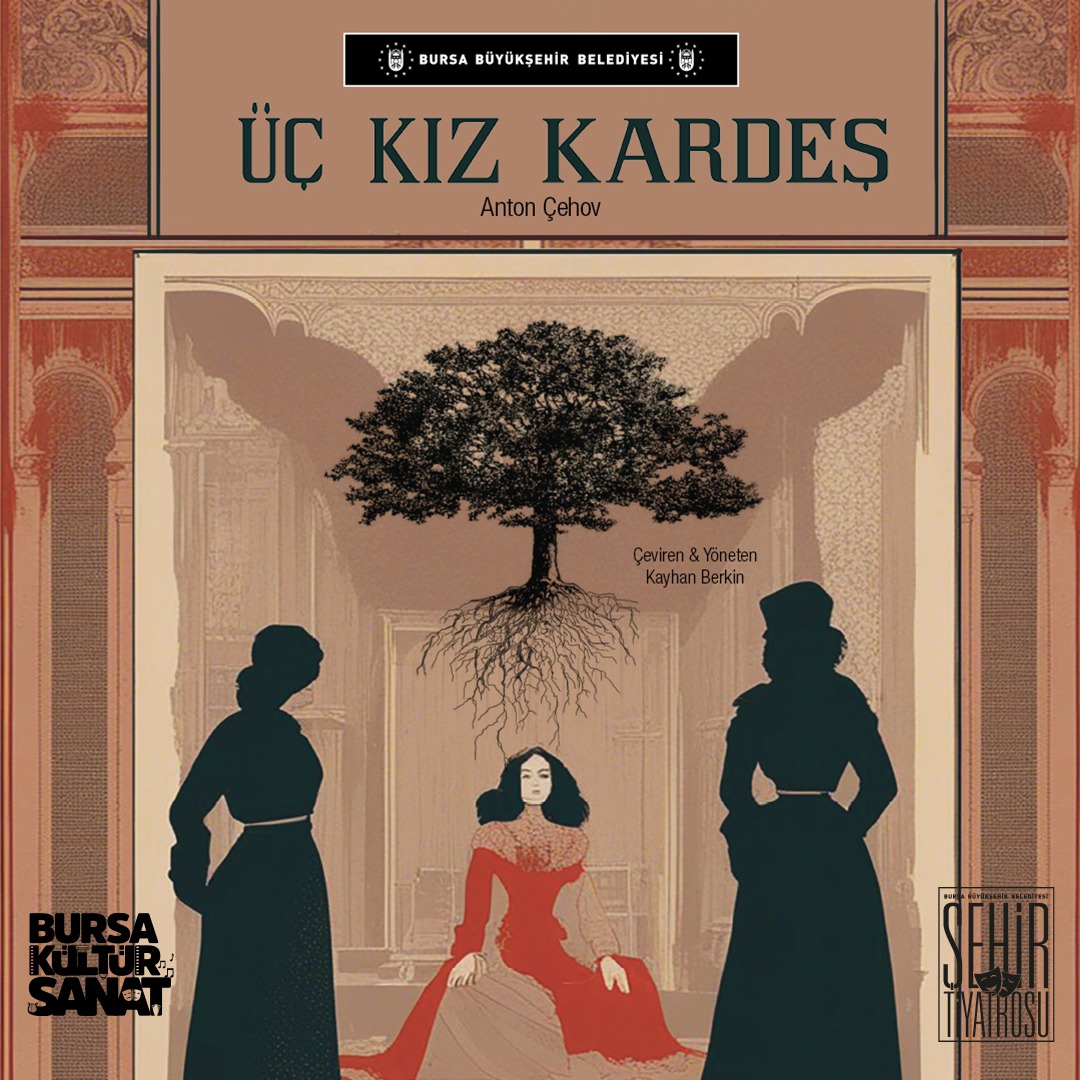 BURSA BÜYÜKŞEHİR BELEDİYESİ
ÜÇ KIZ KARDEŞ
Anton Çehov
Çeviren & Yöneten
Kayhan Berkin
BURSA
KÜLTÜR
SANAT
BURSA BÜYÜKŞEHİR BELEDİYESİ
ŞEHİR
TİYATROSU